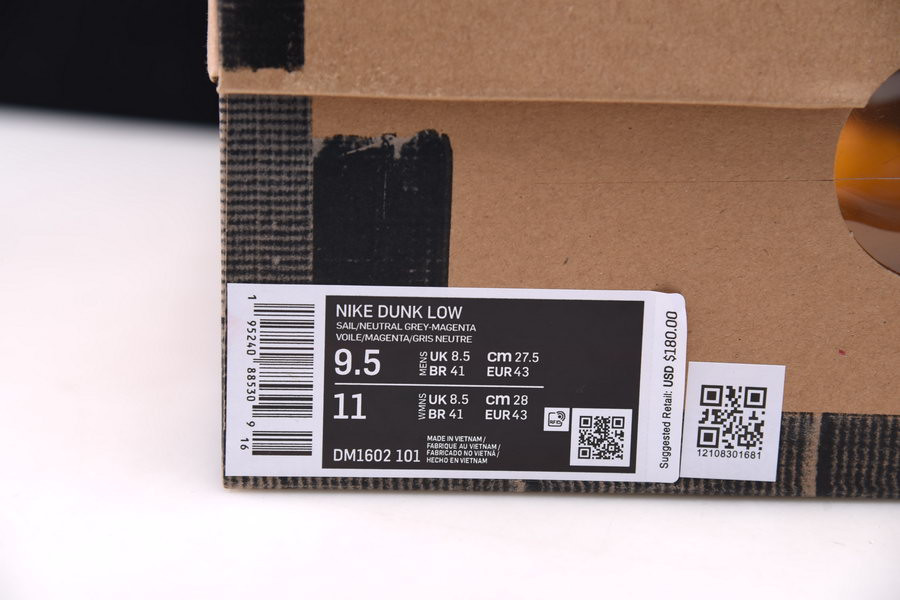 NIKE DUNK LOW
SAIL/NEUTRAL GREY-MAGENTA
VOILE/MAGENTA/GRIS NEUTRE
9.5 MENS UK 8.5 cm 27.5
BR 41 EUR 43
11 WMNS UK 8.5 cm 28
BR 41 EUR 43
RFID
DM1602 101
MADE IN VIETNAM /
FABRIQUE AU VIETNAM /
FABRICADO NO VIETNÃ /
HECHO EN VIETNAM
1 95240 88530 9
16
Suggested Retail: USD $180.00
12108301681